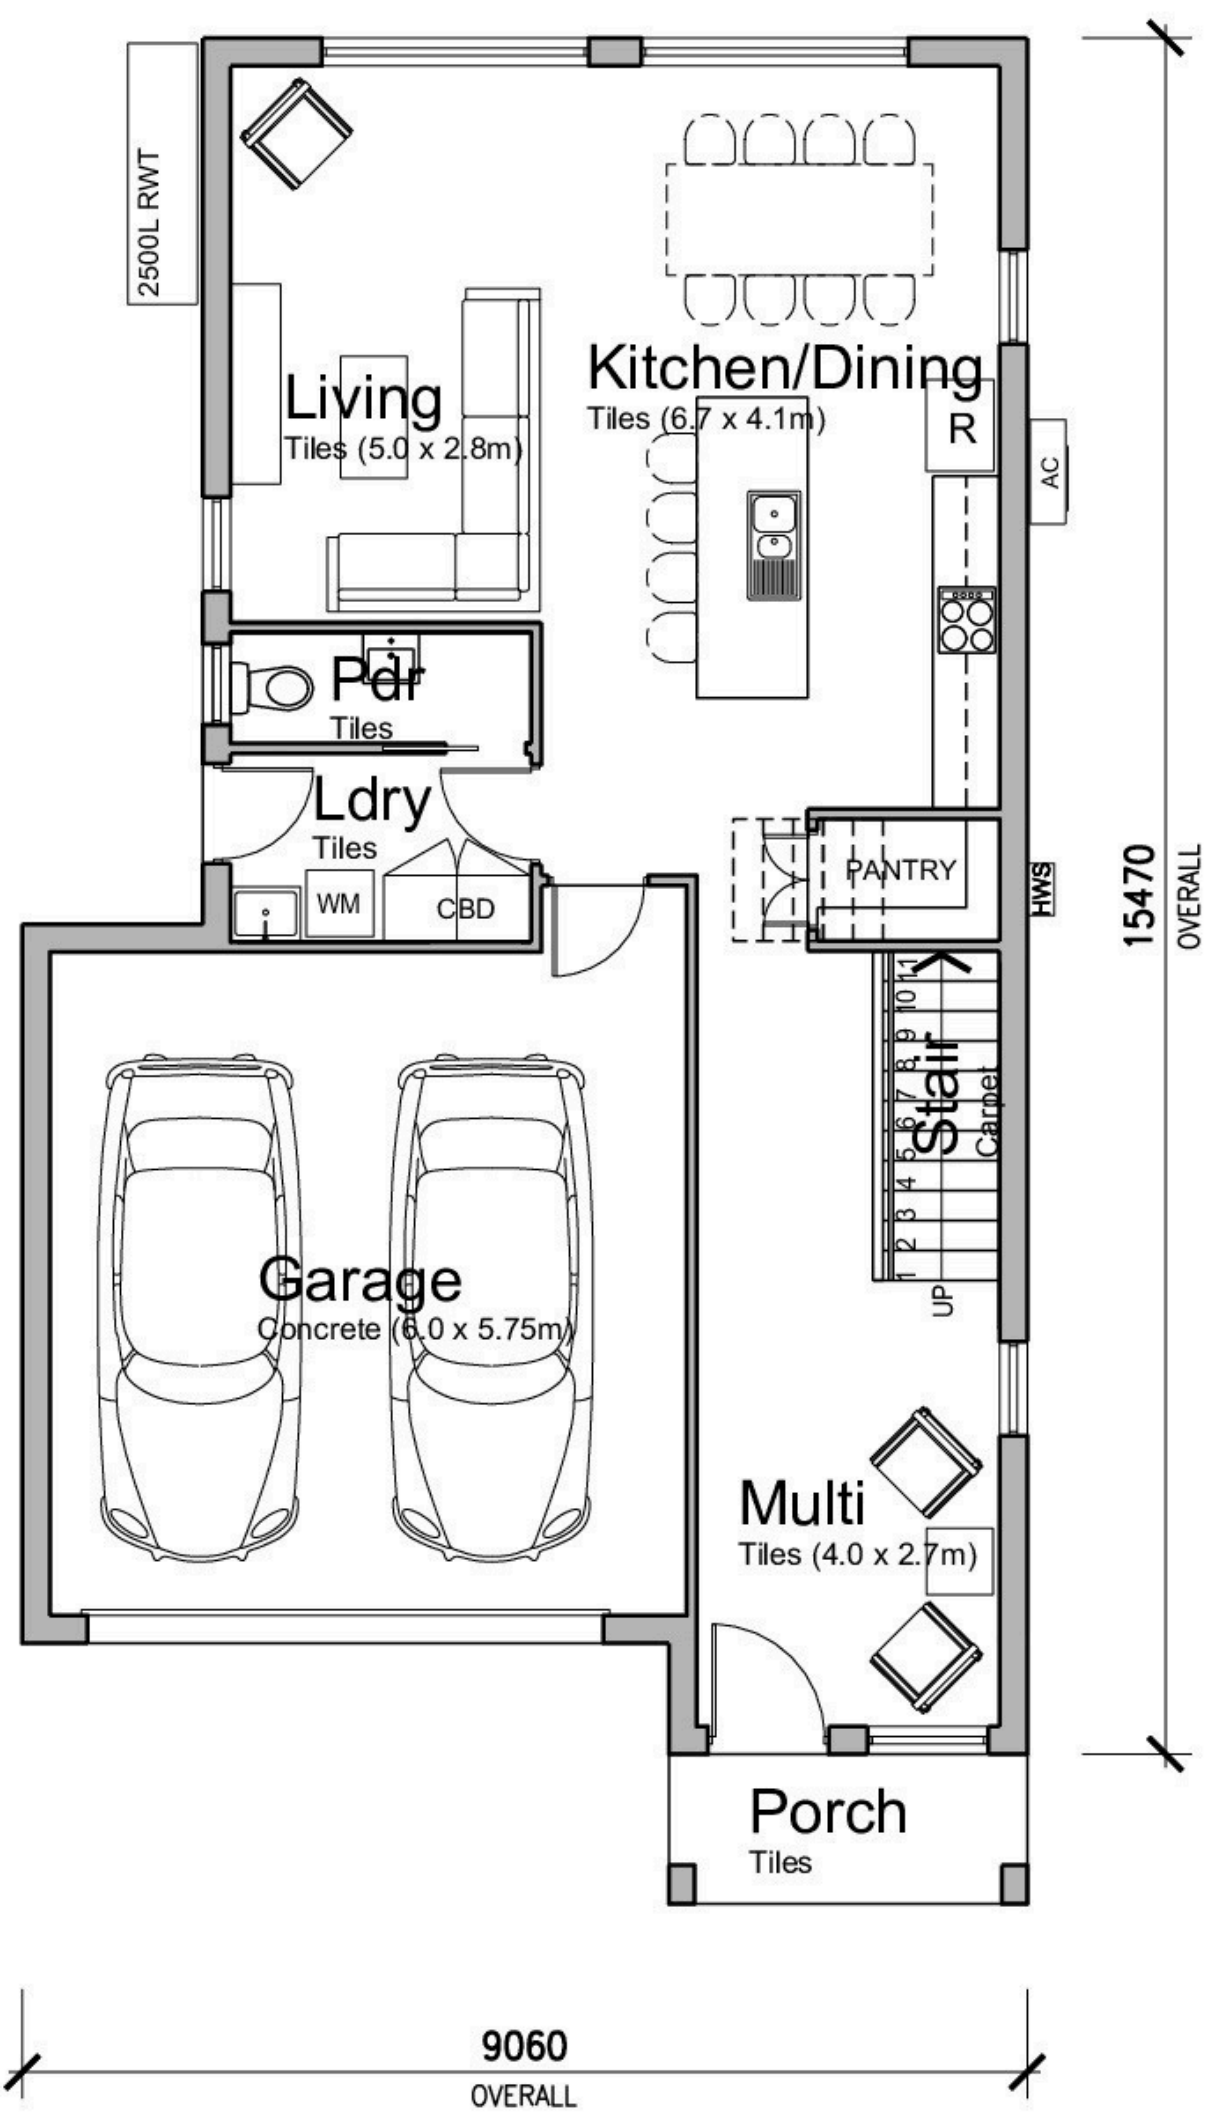 2500L RWT
Kitchen/Dining
Tiles (6.7 x 4.1m)
Living
Tiles (5.0 x 2.8m)
R
AC
Pdr
Tiles
Ldry
Tiles
WM
CBD
PANTRY
HWS
15470
OVERALL
11
10
9
8
7
6
5
4
3
2
1
Stair
Carpet
UP
Garage
Concrete (6.0 x 5.75m)
Multi
Tiles (4.0 x 2.7m)
Porch
Tiles
9060
OVERALL